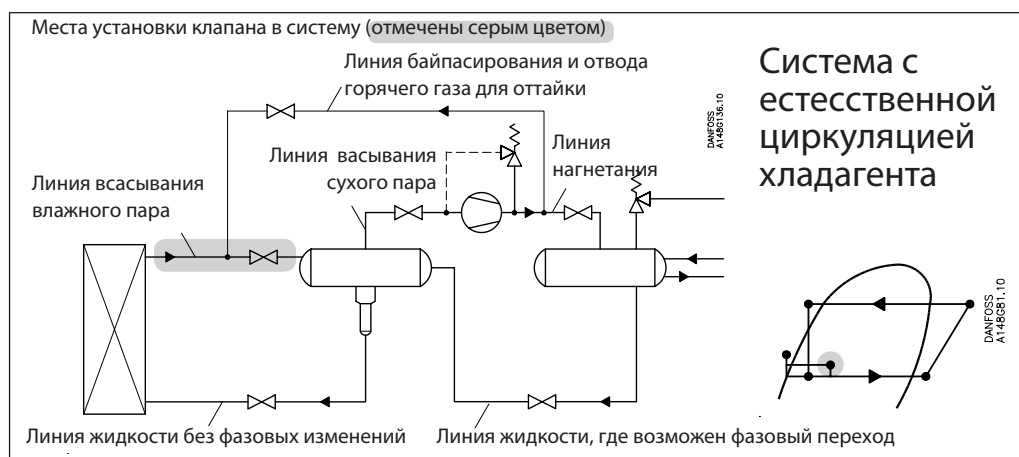 Места установки клапана в систему (отмечены серым цветом)
Линия байпасирования и отвода
горячего газа для оттайки
DANFOSS
A148G136.10
Система с
естесственной
циркуляцией
хладагента
Линия васывания
сухого пара
Линия
нагнетания
Линия всасывания
влажного пара
DANFOSS
A148G81.10
Линия жидкости без фазовых изменений
Линия жидкости, где возможен фазовый переход